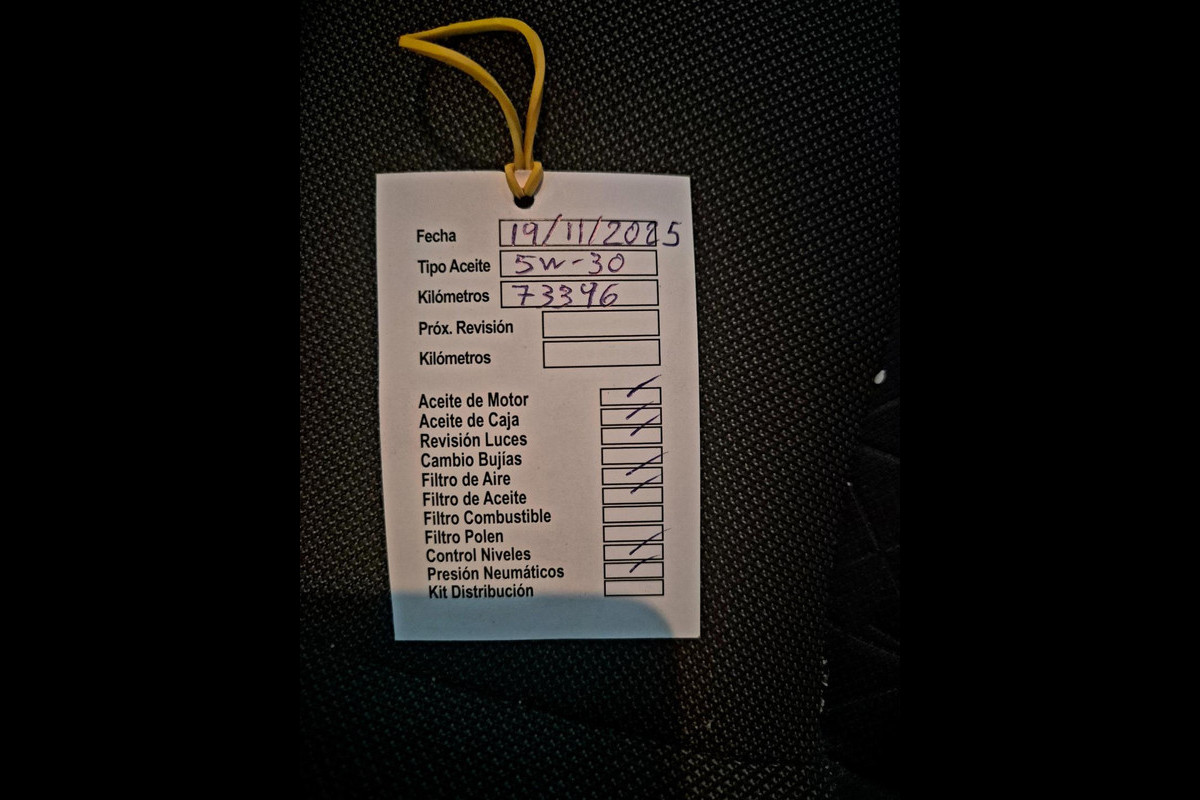 Fecha 19/11/2025
Tipo Aceite 5W-30
Kilómetros 73396
Próx. Revisión
Kilómetros
Aceite de Motor
Aceite de Caja
Revisión Luces
Cambio Bujías
Filtro de Aire
Filtro de Aceite
Filtro Combustible
Filtro Polen
Control Niveles
Presión Neumáticos
Kit Distribución